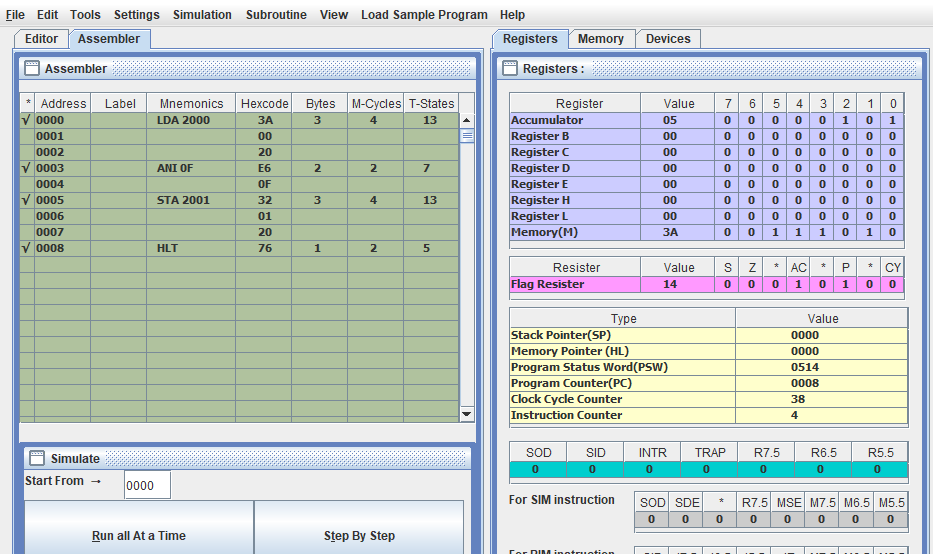 File Edit Tools Settings Simulation Subroutine View Load Sample Program Help
Editor Assembler
Assembler
* Address Label Mnemonics Hexcode Bytes M-Cycles T-States
√ 0000 LDA 2000 3A 3 4 13
0001 00
0002 20
√ 0003 ANI 0F E6 2 2 7
0004 0F
√ 0005 STA 2001 32 3 4 13
0006 01
0007 20
√ 0008 HLT 76 1 2 5
Simulate
Start From → 0000
Run all At a Time Step By Step
Registers Memory Devices
Registers :
Register Value 7 6 5 4 3 2 1 0
Accumulator 05 0 0 0 0 0 1 0 1
Register B 00 0 0 0 0 0 0 0 0
Register C 00 0 0 0 0 0 0 0 0
Register D 00 0 0 0 0 0 0 0 0
Register E 00 0 0 0 0 0 0 0 0
Register H 00 0 0 0 0 0 0 0 0
Register L 00 0 0 0 0 0 0 0 0
Memory(M) 3A 0 0 1 1 1 0 1 0
Resister Value S Z * AC * P * CY
Flag Resister 14 0 0 0 1 0 1 0 0
Type Value
Stack Pointer(SP) 0000
Memory Pointer (HL) 0000
Program Status Word(PSW) 0514
Program Counter(PC) 0008
Clock Cycle Counter 38
Instruction Counter 4
SOD SID INTR TRAP R7.5 R6.5 R5.5
0 0 0 0 0 0 0
For SIM instruction
SOD SDE * R7.5 MSE M7.5 M6.5 M5.5
0 0 0 0 0 0 0 0